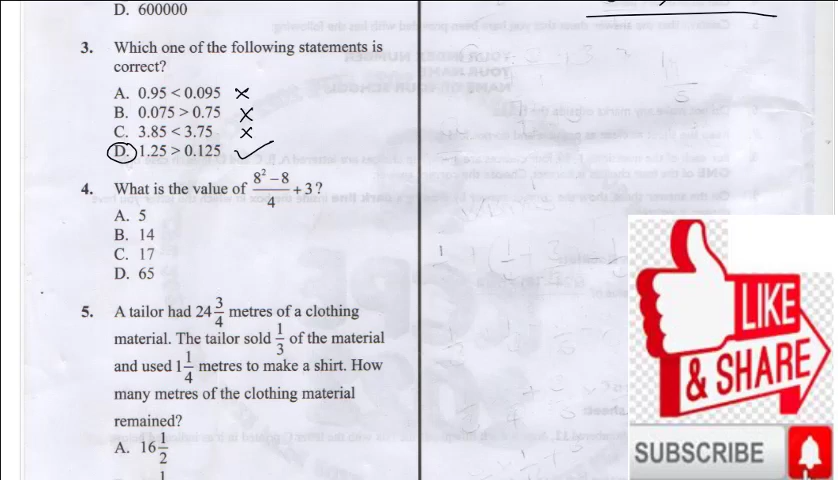 D. 600000
3. Which one of the following statements is
correct?
A. 0.95 < 0.095
B. 0.075 > 0.75
C. 3.85 < 3.75
D. 1.25 > 0.125
4. What is the value of (8² – 8)/4 + 3 ?
A. 5
B. 14
C. 17
D. 65
5. A tailor had 24 3/4 metres of a clothing
material. The tailor sold 1/3 of the material
and used 1 1/4 metres to make a shirt. How
many metres of the clothing material
remained?
A. 16 1/2
LIKE
& SHARE
SUBSCRIBE